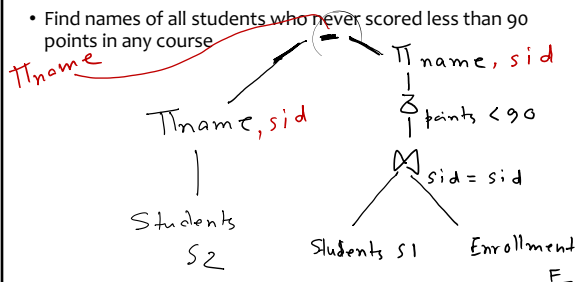 • Find names of all students who never scored less than 90
points in any course
πname
−
πname, sid
πname, sid
points < 90
⋈ sid = sid
Students
S2
Students S1
Enrollment
E